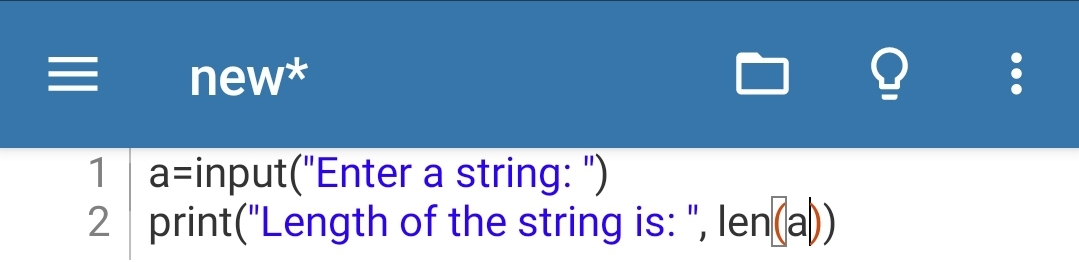 new*
1 a=input("Enter a string: ")
2 print("Length of the string is: ", len(a))